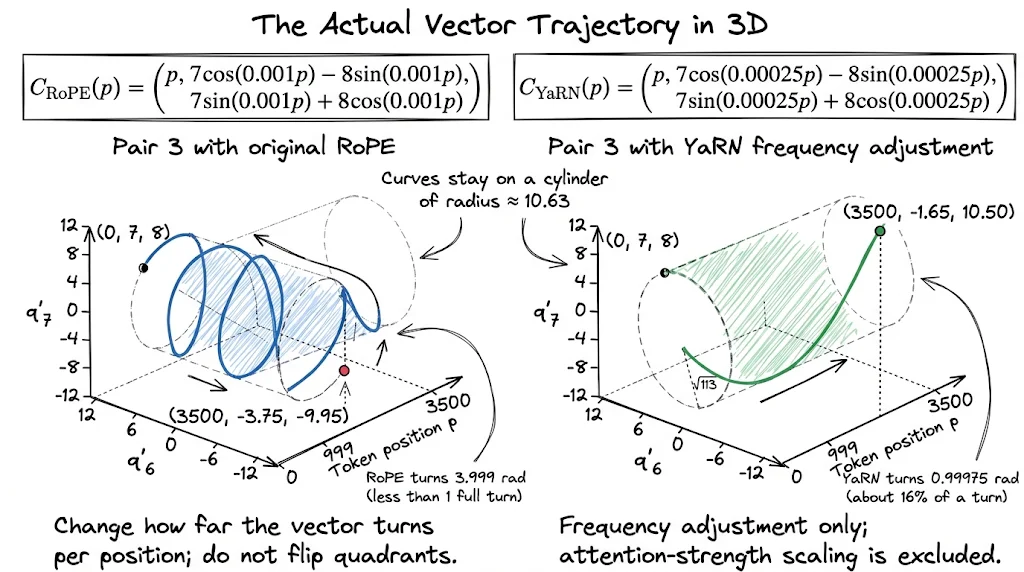 The Actual Vector Trajectory in 3D
C_RoPE(p) = (p, 7cos(0.001p) − 8sin(0.001p),
7sin(0.001p) + 8cos(0.001p))
C_YaRN(p) = (p, 7cos(0.00025p) − 8sin(0.00025p),
7sin(0.00025p) + 8cos(0.00025p))
Pair 3 with original RoPE
Pair 3 with YaRN frequency adjustment
Curves stay on a cylinder
of radius ≈ 10.63
12
8
4
0
-4
-8
-12
q'7
(0, 7, 8)
(3500, -3.75, -9.95)
12
6
0
-6
-12
q'6
0
999
3500
Token position p
RoPE turns 3.999 rad
(less than 1 full turn)
12
8
4
0
-4
-8
-12
q'7
(0, 7, 8)
(3500, -1.65, 10.50)
√113
12
6
0
-6
-12
q'6
0
999
3500
Token position p
YaRN turns 0.99975 rad
(about 16% of a turn)
Change how far the vector turns
per position; do not flip quadrants.
Frequency adjustment only;
attention-strength scaling is excluded.